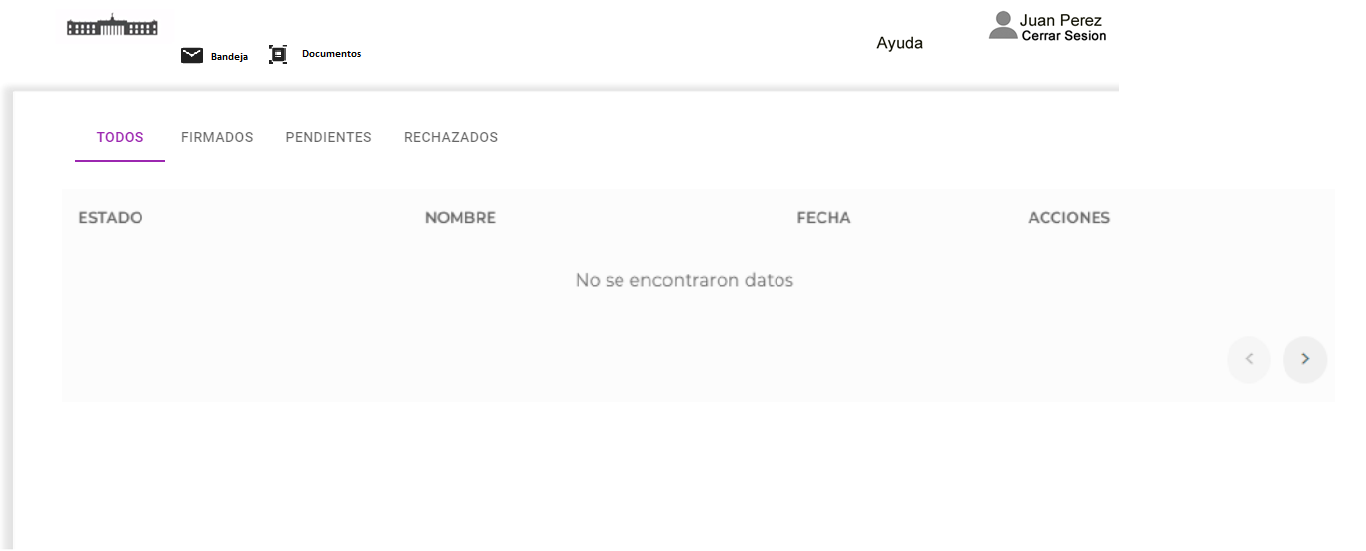 Juan Perez
Cerrar Sesion
Ayuda
Bandeja Documentos
TODOS FIRMADOS PENDIENTES RECHAZADOS
ESTADO NOMBRE FECHA ACCIONES
No se encontraron datos